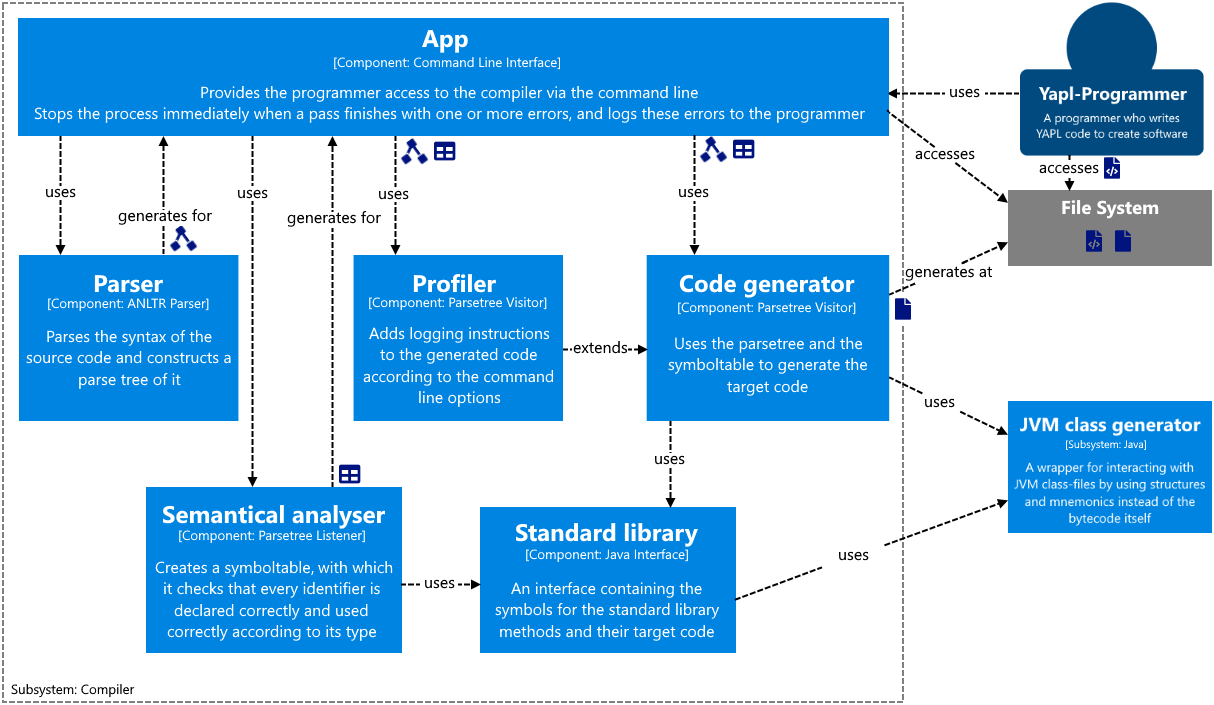 App
[Component: Command Line Interface]
Provides the programmer access to the compiler via the command line
Stops the process immediately when a pass finishes with one or more errors, and logs these errors to the programmer
uses
Yapl-Programmer
A programmer who writes
YAPL code to create software
accesses
accesses
uses
generates for
uses
generates for
uses
uses
File System
generates at
Parser
[Component: ANLTR Parser]
Parses the syntax of the
source code and constructs a
parse tree of it
Profiler
[Component: Parsetree Visitor]
Adds logging instructions
to the generated code
according to the command
line options
extends
Code generator
[Component: Parsetree Visitor]
Uses the parsetree and the
symboltable to generate the
target code
uses
JVM class generator
[Subsystem: Java]
A wrapper for interacting with
JVM class-files by using structures
and mnemonics instead of the
bytecode itself
uses
Semantical analyser
[Component: Parsetree Listener]
Creates a symboltable, with which
it checks that every identifier is
declared correctly and used
correctly according to its type
uses
Standard library
[Component: Java Interface]
An interface containing the
symbols for the standard library
methods and their target code
uses
Subsystem: Compiler